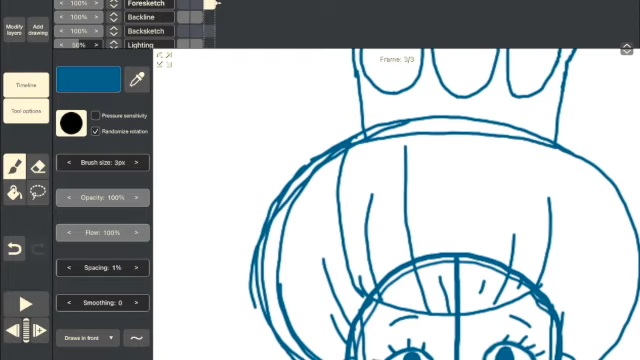 100%
Foresketch
100%
Backline
100%
Backsketch
50%
Lighting
Modify layers
Add drawing
Timeline
Tool options
Pressure sensitivity
Randomize rotation
Brush size: 3px
Opacity: 100%
Flow: 100%
Spacing: 1%
Smoothing: 0
Draws in front
Frame: 3/3